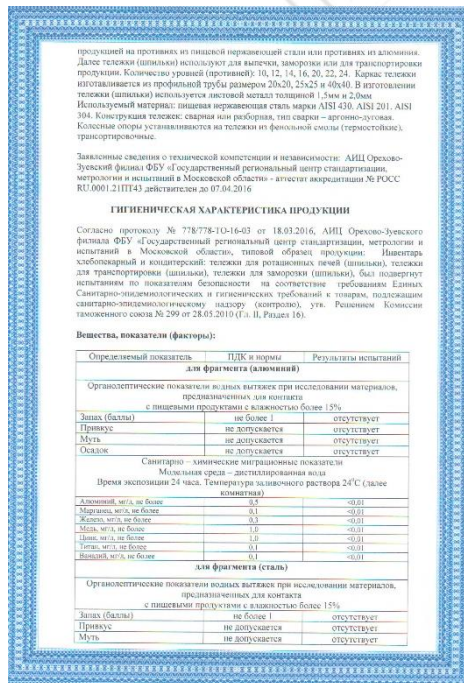 продукцией на противнях из пищевой нержавеющей стали или противнях из алюминия.
Далее тележки (шпильки) используют для выпечки, заморозки или для транспортировки
продукции. Количество уровней (противней): 10, 12, 14, 16, 20, 22, 24. Каркас тележки
изготавливается из профильной трубы размером 20х20, 25х25 и 40х40. В изготовлении
тележки (шпильки) используется листовой металл толщиной 1,5мм и 2,0мм
Используемый материал: пищевая нержавеющая сталь марки AISI 430, AISI 201, AISI
304. Конструкция тележек: сварная или разборная, тип сварки – аргонно-дуговая.
Колесные опоры устанавливаются на тележки из фенольной смолы (термостойкие),
транспортировочные.
Заявленные сведения о технической компетенции и независимости: АИЦ Орехово-
Зуевский филиал ФБУ «Государственный региональный центр стандартизации,
метрологии и испытаний в Московской области» - аттестат аккредитации № РОСС
RU.0001.21ПТ43 действителен до 07.04.2016
ГИГИЕНИЧЕСКАЯ ХАРАКТЕРИСТИКА ПРОДУКЦИИ
Согласно протоколу № 778/778-ТО-16-03 от 18.03.2016, АИЦ Орехово-Зуевского
филиала ФБУ «Государственный региональный центр стандартизации, метрологии и
испытаний в Московской области», типовой образец продукции: Инвентарь
хлебопекарный и кондитерский: тележки для ротационных печей (шпильки), тележки
для транспортировки (шпильки), тележки для заморозки (шпильки), был подвергнут
испытаниям по показателям безопасности на соответствие требованиям Единых
Санитарно-эпидемиологических и гигиенических требований к товарам, подлежащим
санитарно-эпидемиологическому надзору (контролю), утв. Решением Комиссии
таможенного союза № 299 от 28.05.2010 (Гл. II, Раздел 16).
Вещества, показатели (факторы):
Определяемый показатель ПДК и нормы Результаты испытаний
для фрагмента (алюминий)
Органолептические показатели водных вытяжек при исследовании материалов,
предназначенных для контакта
с пищевыми продуктами с влажностью более 15%
Запах (баллы) не более 1 отсутствует
Привкус не допускается отсутствует
Муть не допускается отсутствует
Осадок не допускается отсутствует
Санитарно – химические миграционные показатели
Модельная среда – дистиллированная вода
Время экспозиции 24 часа. Температура заливочного раствора 24°С (далее
комнатная)
Алюминий, мг/л, не более 0,5 <0,01
Марганец, мг/л, не более 0,1 <0,01
Железо, мг/л, не более 0,3 <0,01
Медь, мг/л, не более 1,0 <0,01
Цинк, мг/л, не более 1,0 <0,01
Титан, мг/л, не более 0,1 <0,01
Ванадий, мг/л, не более 0,1 <0,01
для фрагмента (сталь)
Органолептические показатели водных вытяжек при исследовании материалов,
предназначенных для контакта
с пищевыми продуктами с влажностью более 15%
Запах (баллы) не более 1 отсутствует
Привкус не допускается отсутствует
Муть не допускается отсутствует